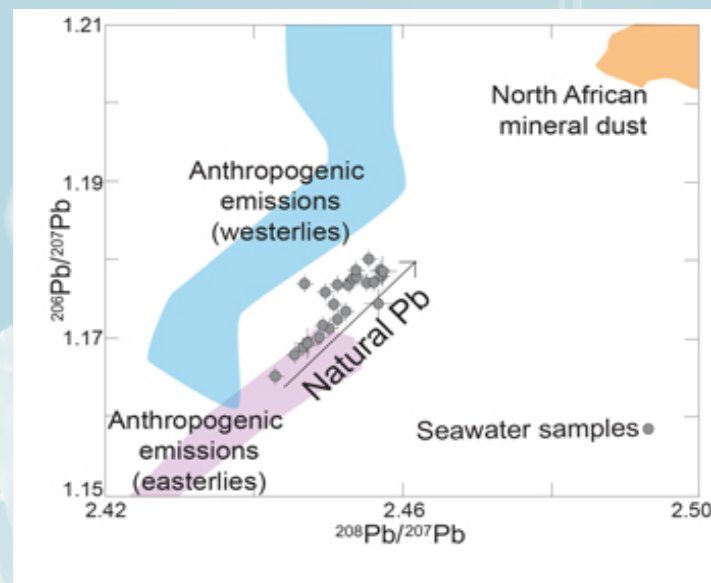 1.21
North African
mineral dust
Anthropogenic
emissions
(westerlies)
1.19
206Pb/207Pb
1.17
Natural Pb
Anthropogenic
emissions
(easterlies)
Seawater samples
1.15
2.42
2.46
2.50
208Pb/207Pb